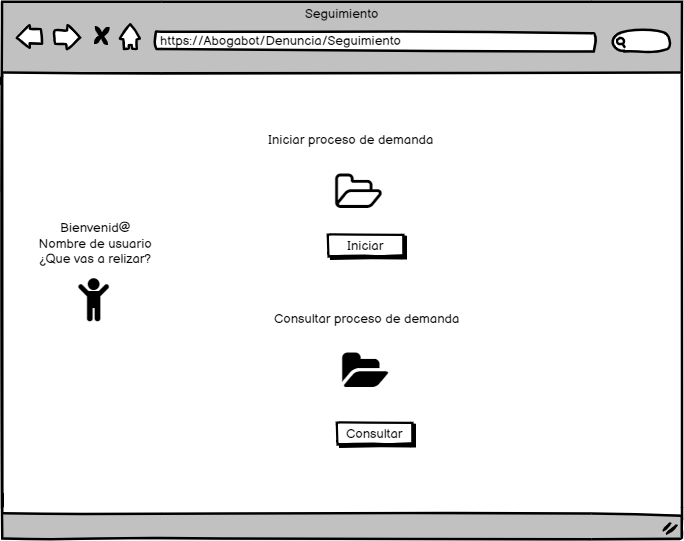 Seguimiento
https://Abogabot/Denuncia/Seguimiento
Iniciar proceso de demanda
Iniciar
Bienvenid@
Nombre de usuario
¿Que vas a relizar?
Consultar proceso de demanda
Consultar